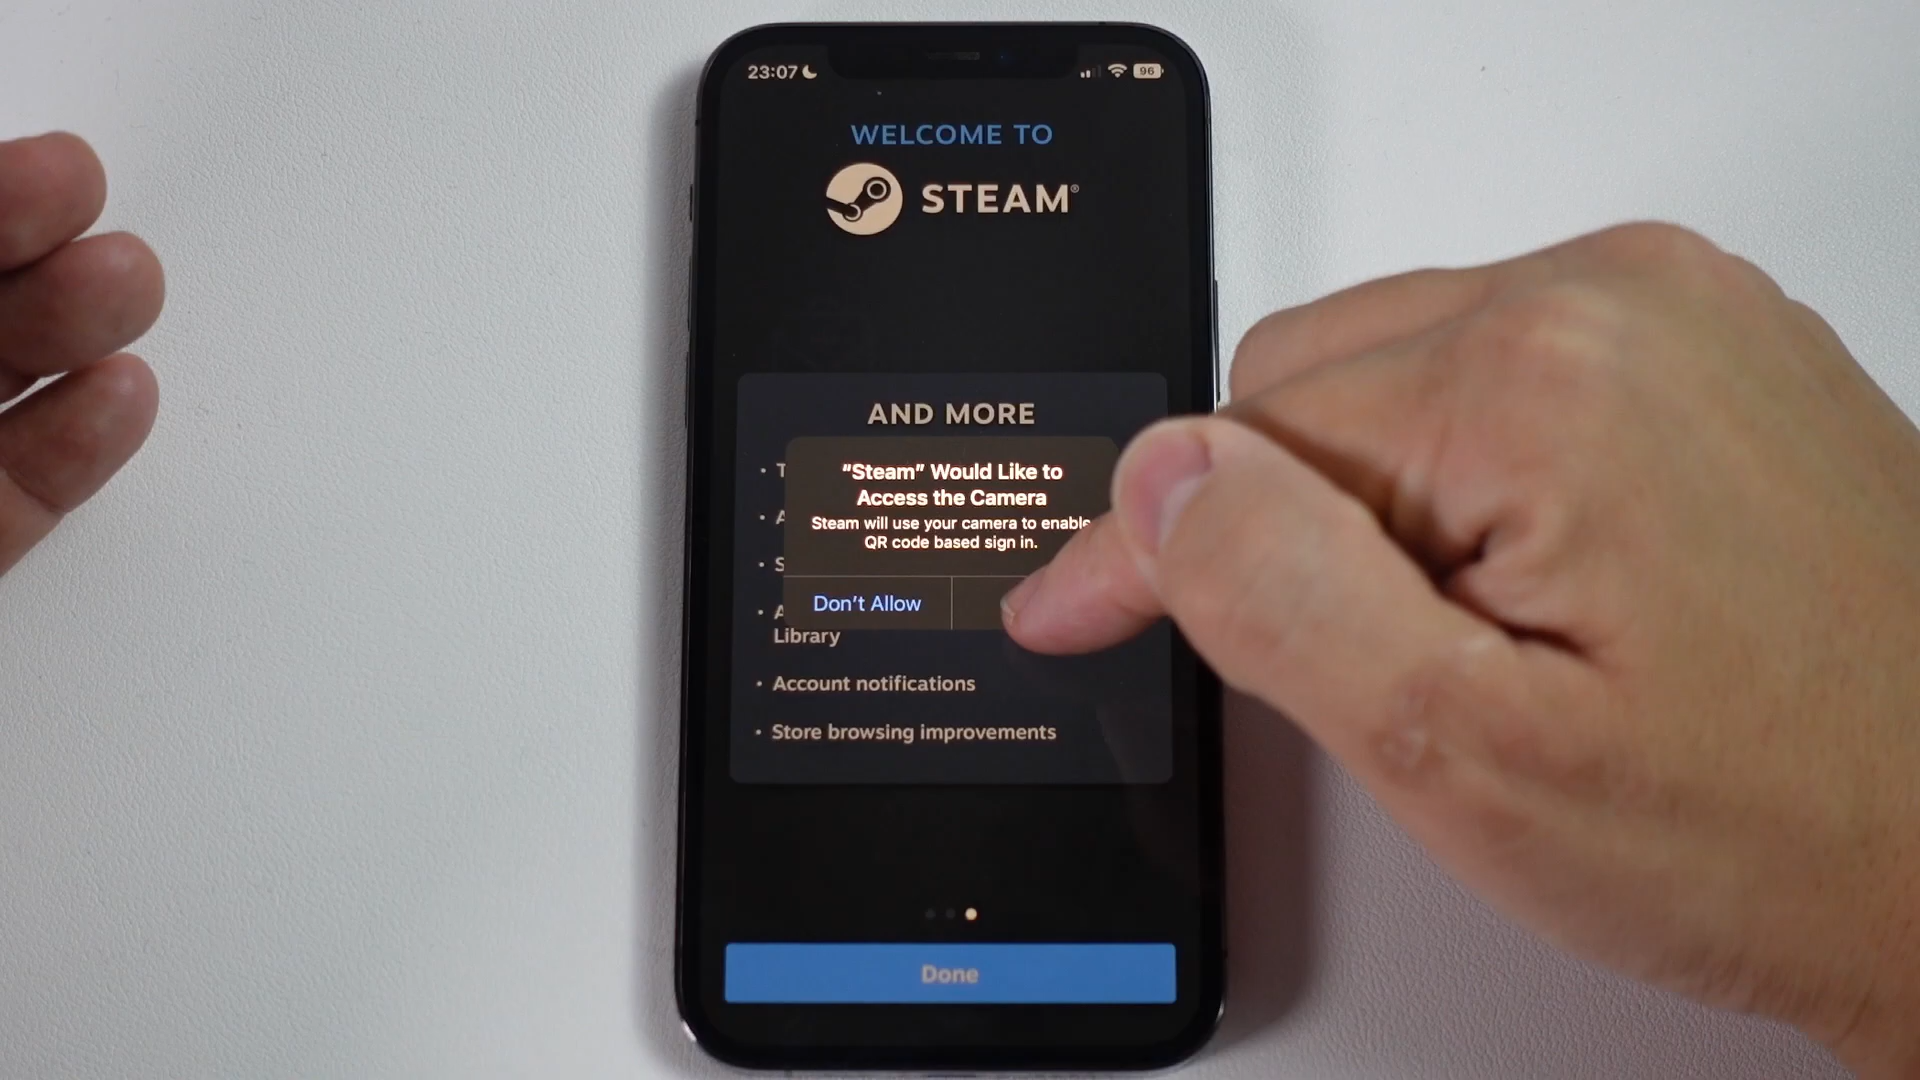 23:07
96
WELCOME TO
STEAM®
AND MORE
“Steam” Would Like to
Access the Camera
Steam will use your camera to enable
QR code based sign in.
Don’t Allow
Library
• Account notifications
• Store browsing improvements
Done